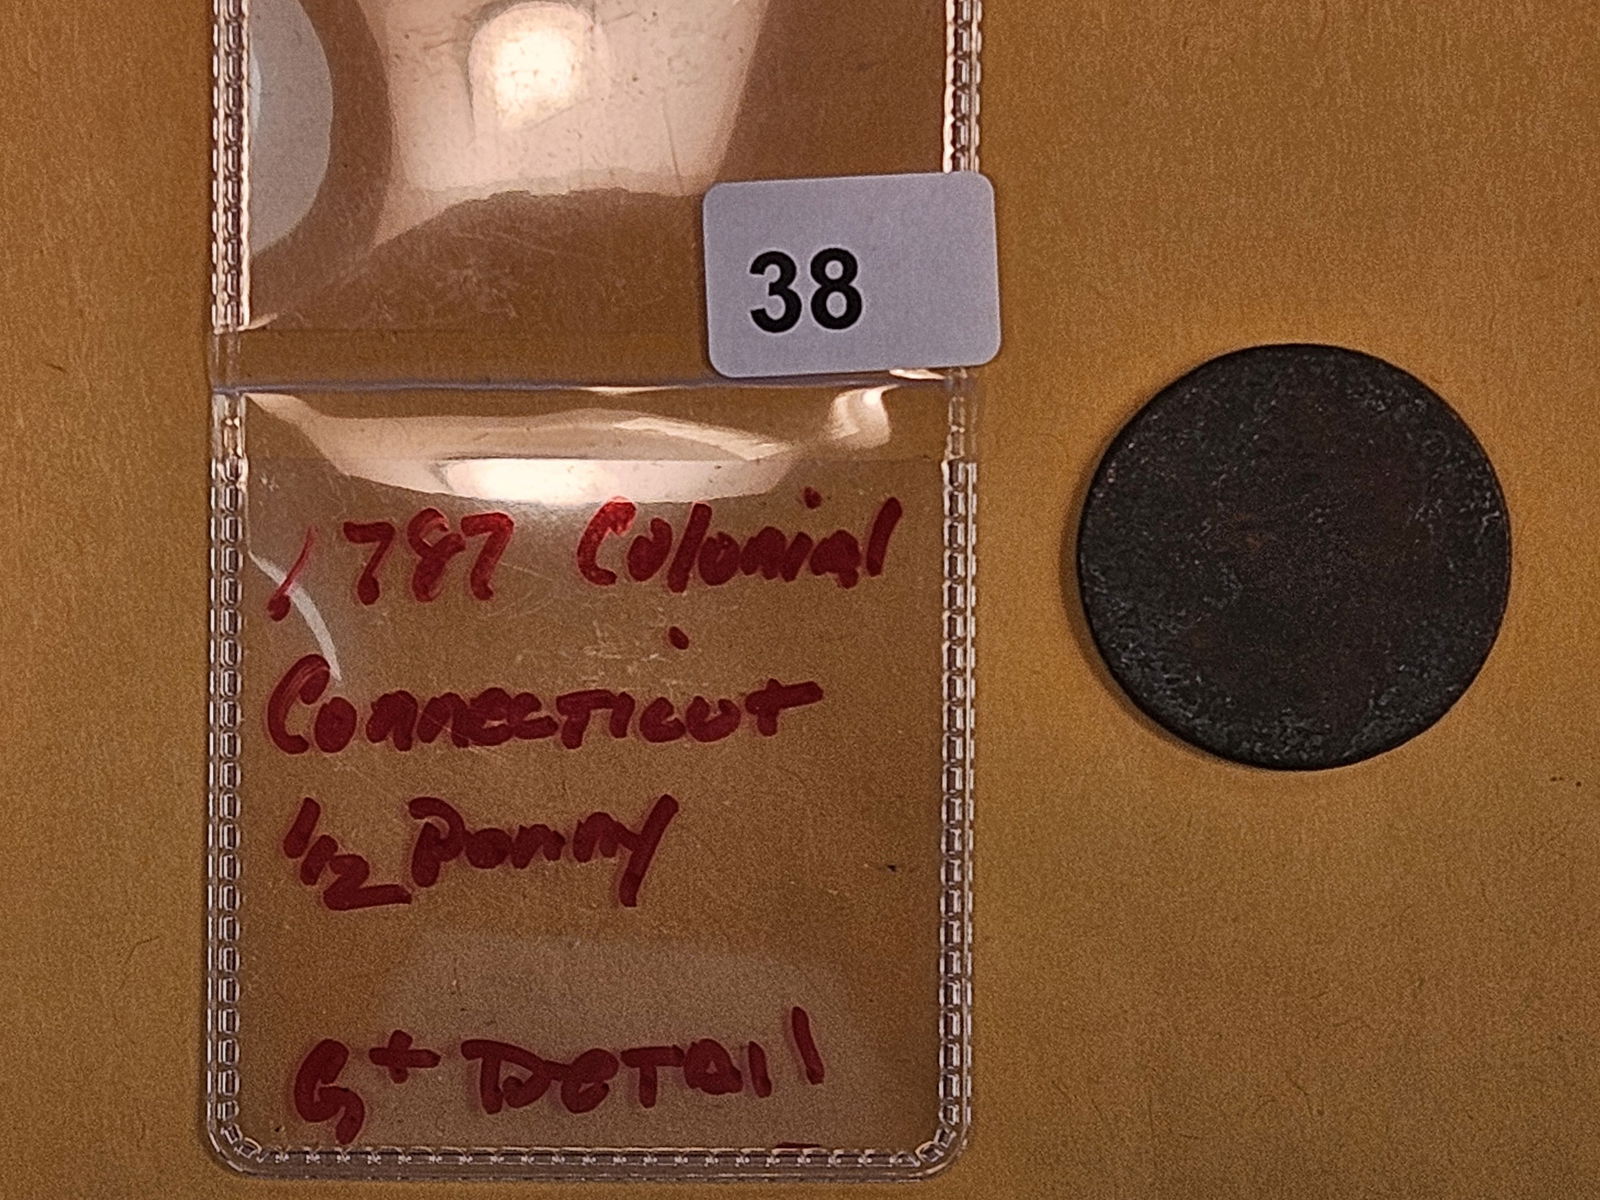 38
1787 Colonial
Connecticut
1/2 Penny
G+ DETAIL